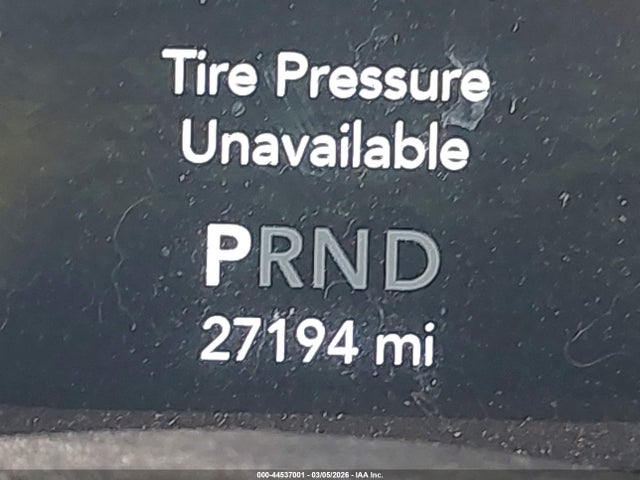 Tire Pressure
Unavailable
PRND
27194 mi
000-44537001 - 03/05/2026 - IAA Inc.